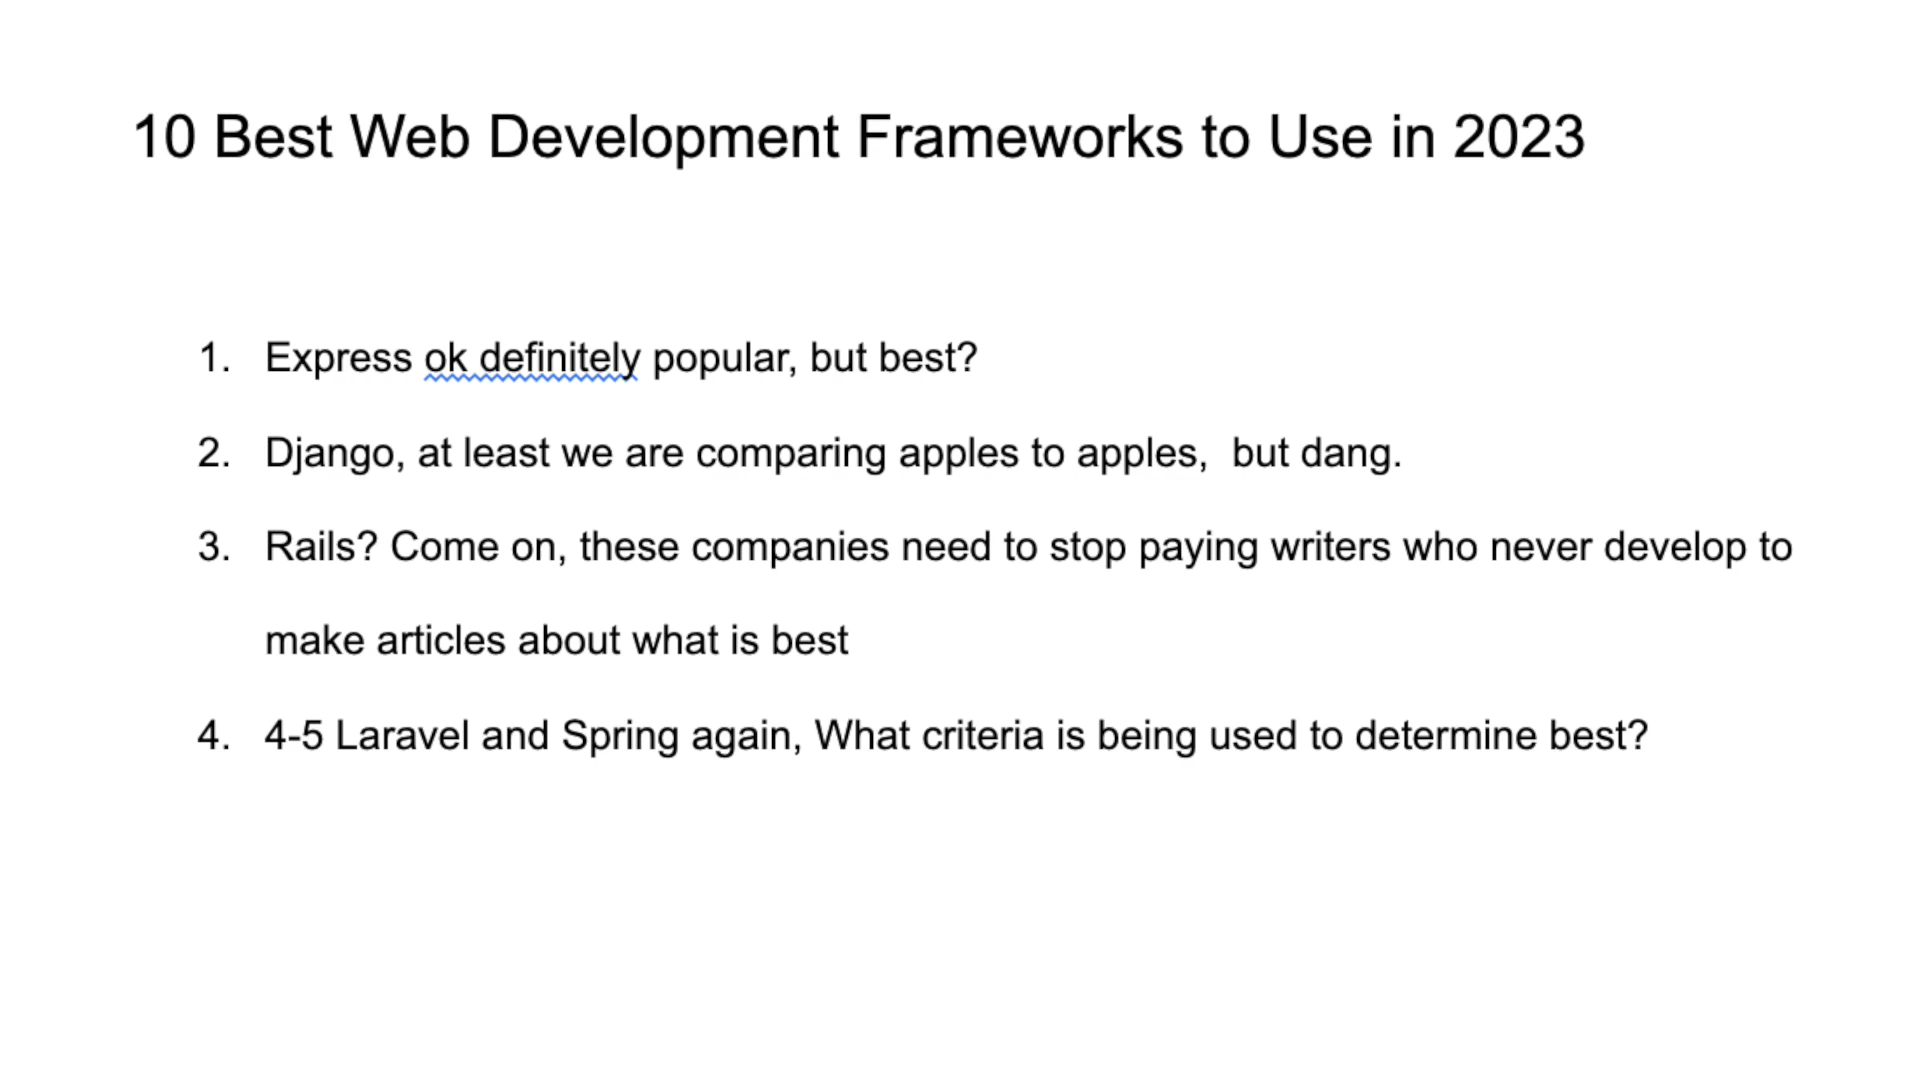 10 Best Web Development Frameworks to Use in 2023
1. Express ok definitely popular, but best?
2. Django, at least we are comparing apples to apples,  but dang.
3. Rails? Come on, these companies need to stop paying writers who never develop to
make articles about what is best
4. 4-5 Laravel and Spring again, What criteria is being used to determine best?